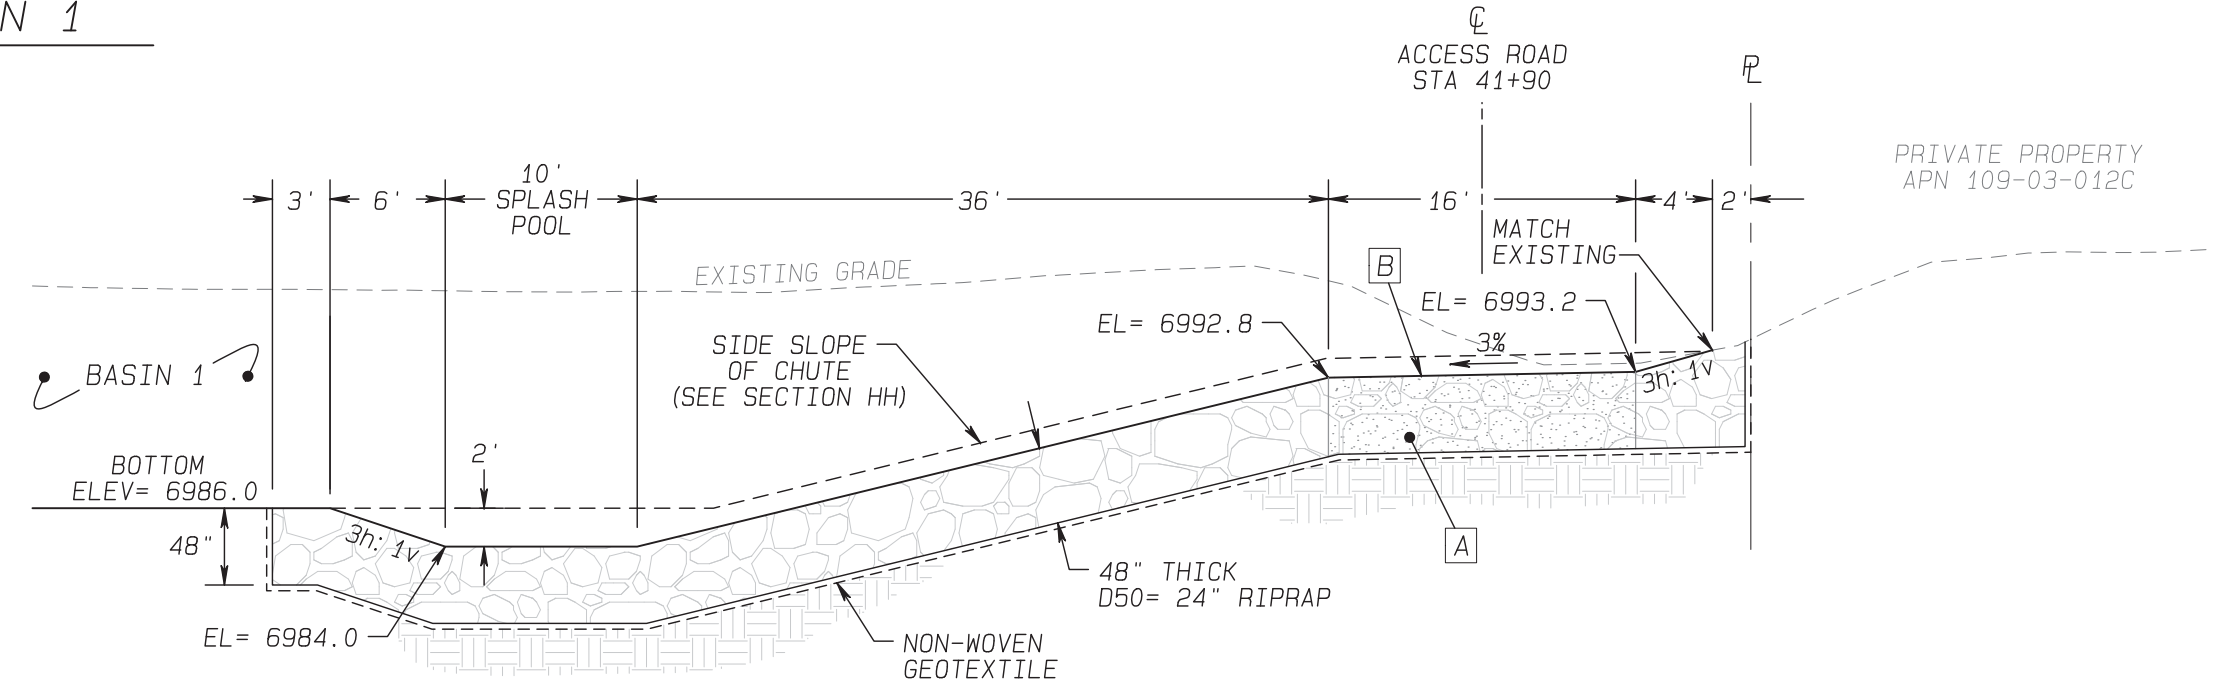 N 1
℄
ACCESS ROAD
STA 41+90
PRIVATE PROPERTY
APN 109-03-012C
3'
6'
10'
SPLASH
POOL
36'
16'
4'
2'
MATCH
EXISTING
EXISTING GRADE
B
EL= 6993.2
EL= 6992.8
3%
3h: 1v
SIDE SLOPE
OF CHUTE
(SEE SECTION HH)
BASIN 1
2'
BOTTOM
ELEV= 6986.0
48"
3h: 1v
A
48" THICK
D50= 24" RIPRAP
EL= 6984.0
NON-WOVEN
GEOTEXTILE